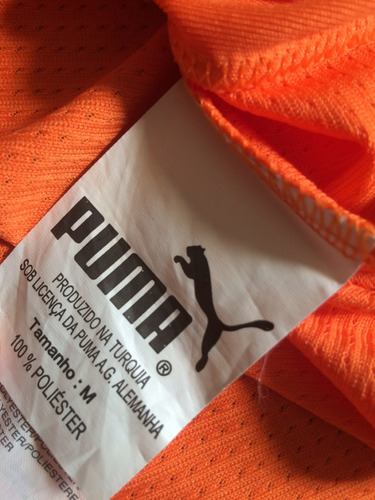 PUMA®
PRODUZIDO NA TURQUIA
SOB LICENÇA DA PUMA A.G. ALEMANHA
Tamanho : M
100 % POLIÉSTER